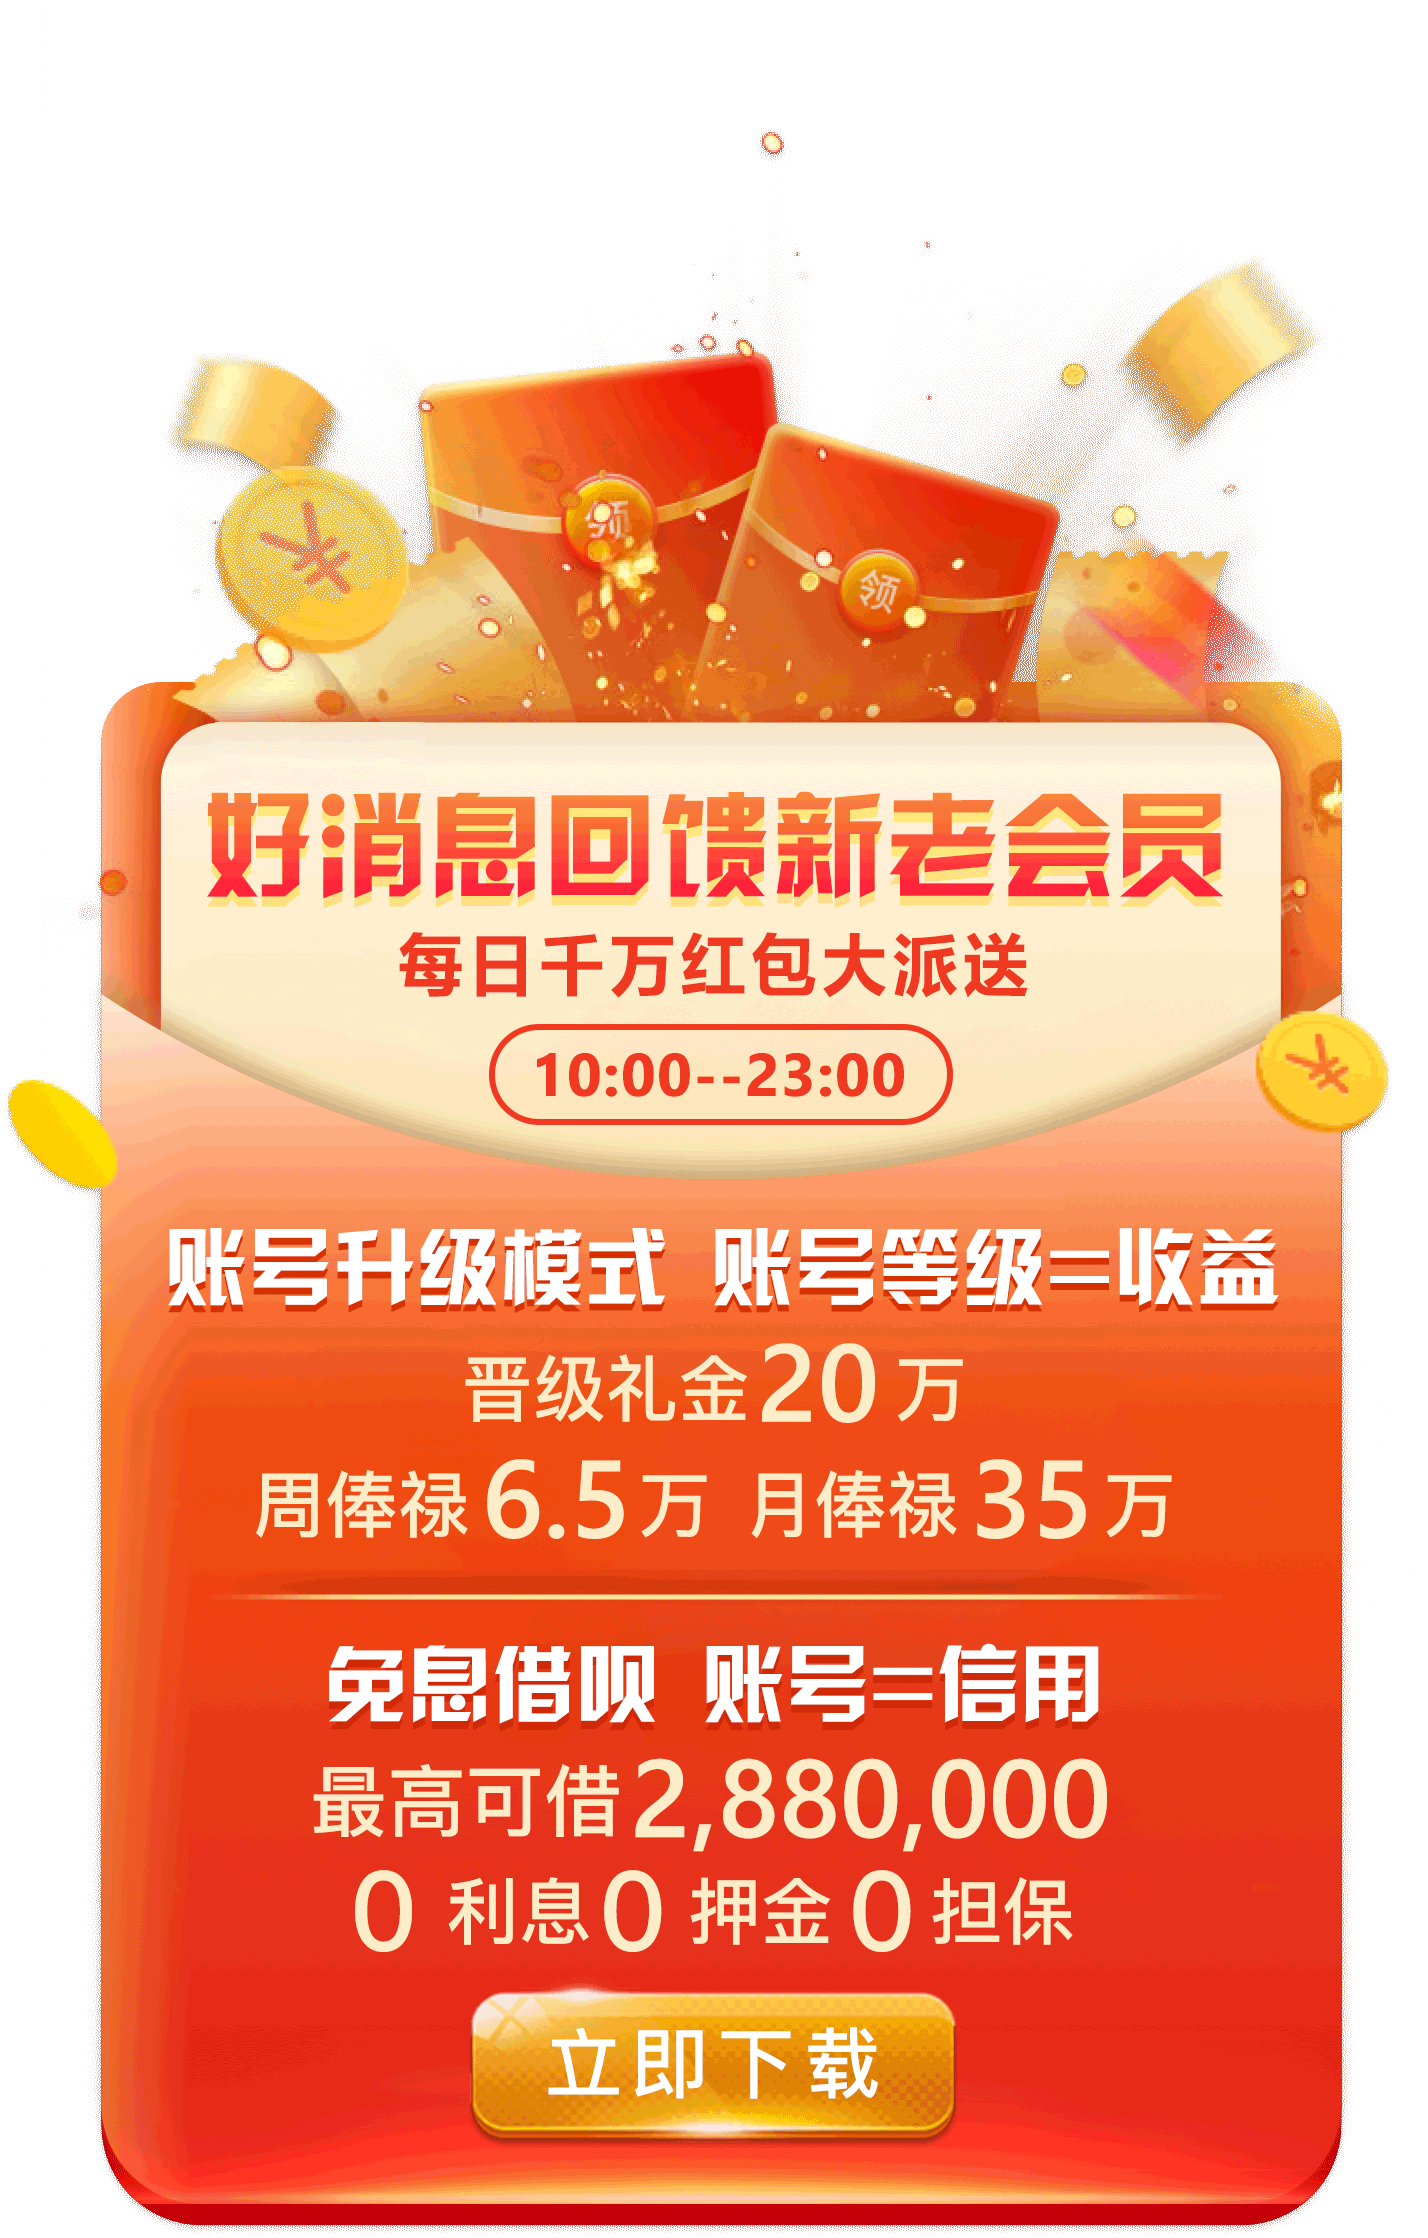 领
领
好消息回馈新老会员
每日千万红包大派送
10:00--23:00
账号升级模式 账号等级=收益
晋级礼金20万
周俸禄6.5万 月俸禄35万
免息借呗 账号=信用
最高可借2,880,000
0利息0押金0担保
立即下载